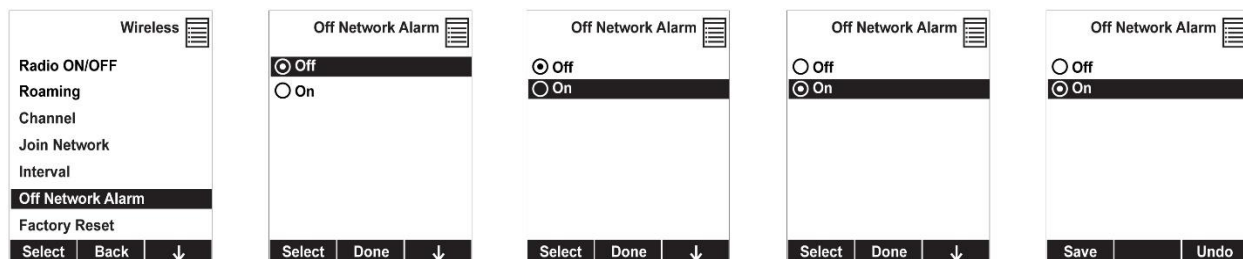 Wireless
Radio ON/OFF
Roaming
Channel
Join Network
Interval
Off Network Alarm
Factory Reset
Select Back ↓
Off Network Alarm
Off
On
Select Done ↓
Off Network Alarm
Off
On
Select Done ↓
Off Network Alarm
Off
On
Select Done ↓
Off Network Alarm
Off
On
Save Undo